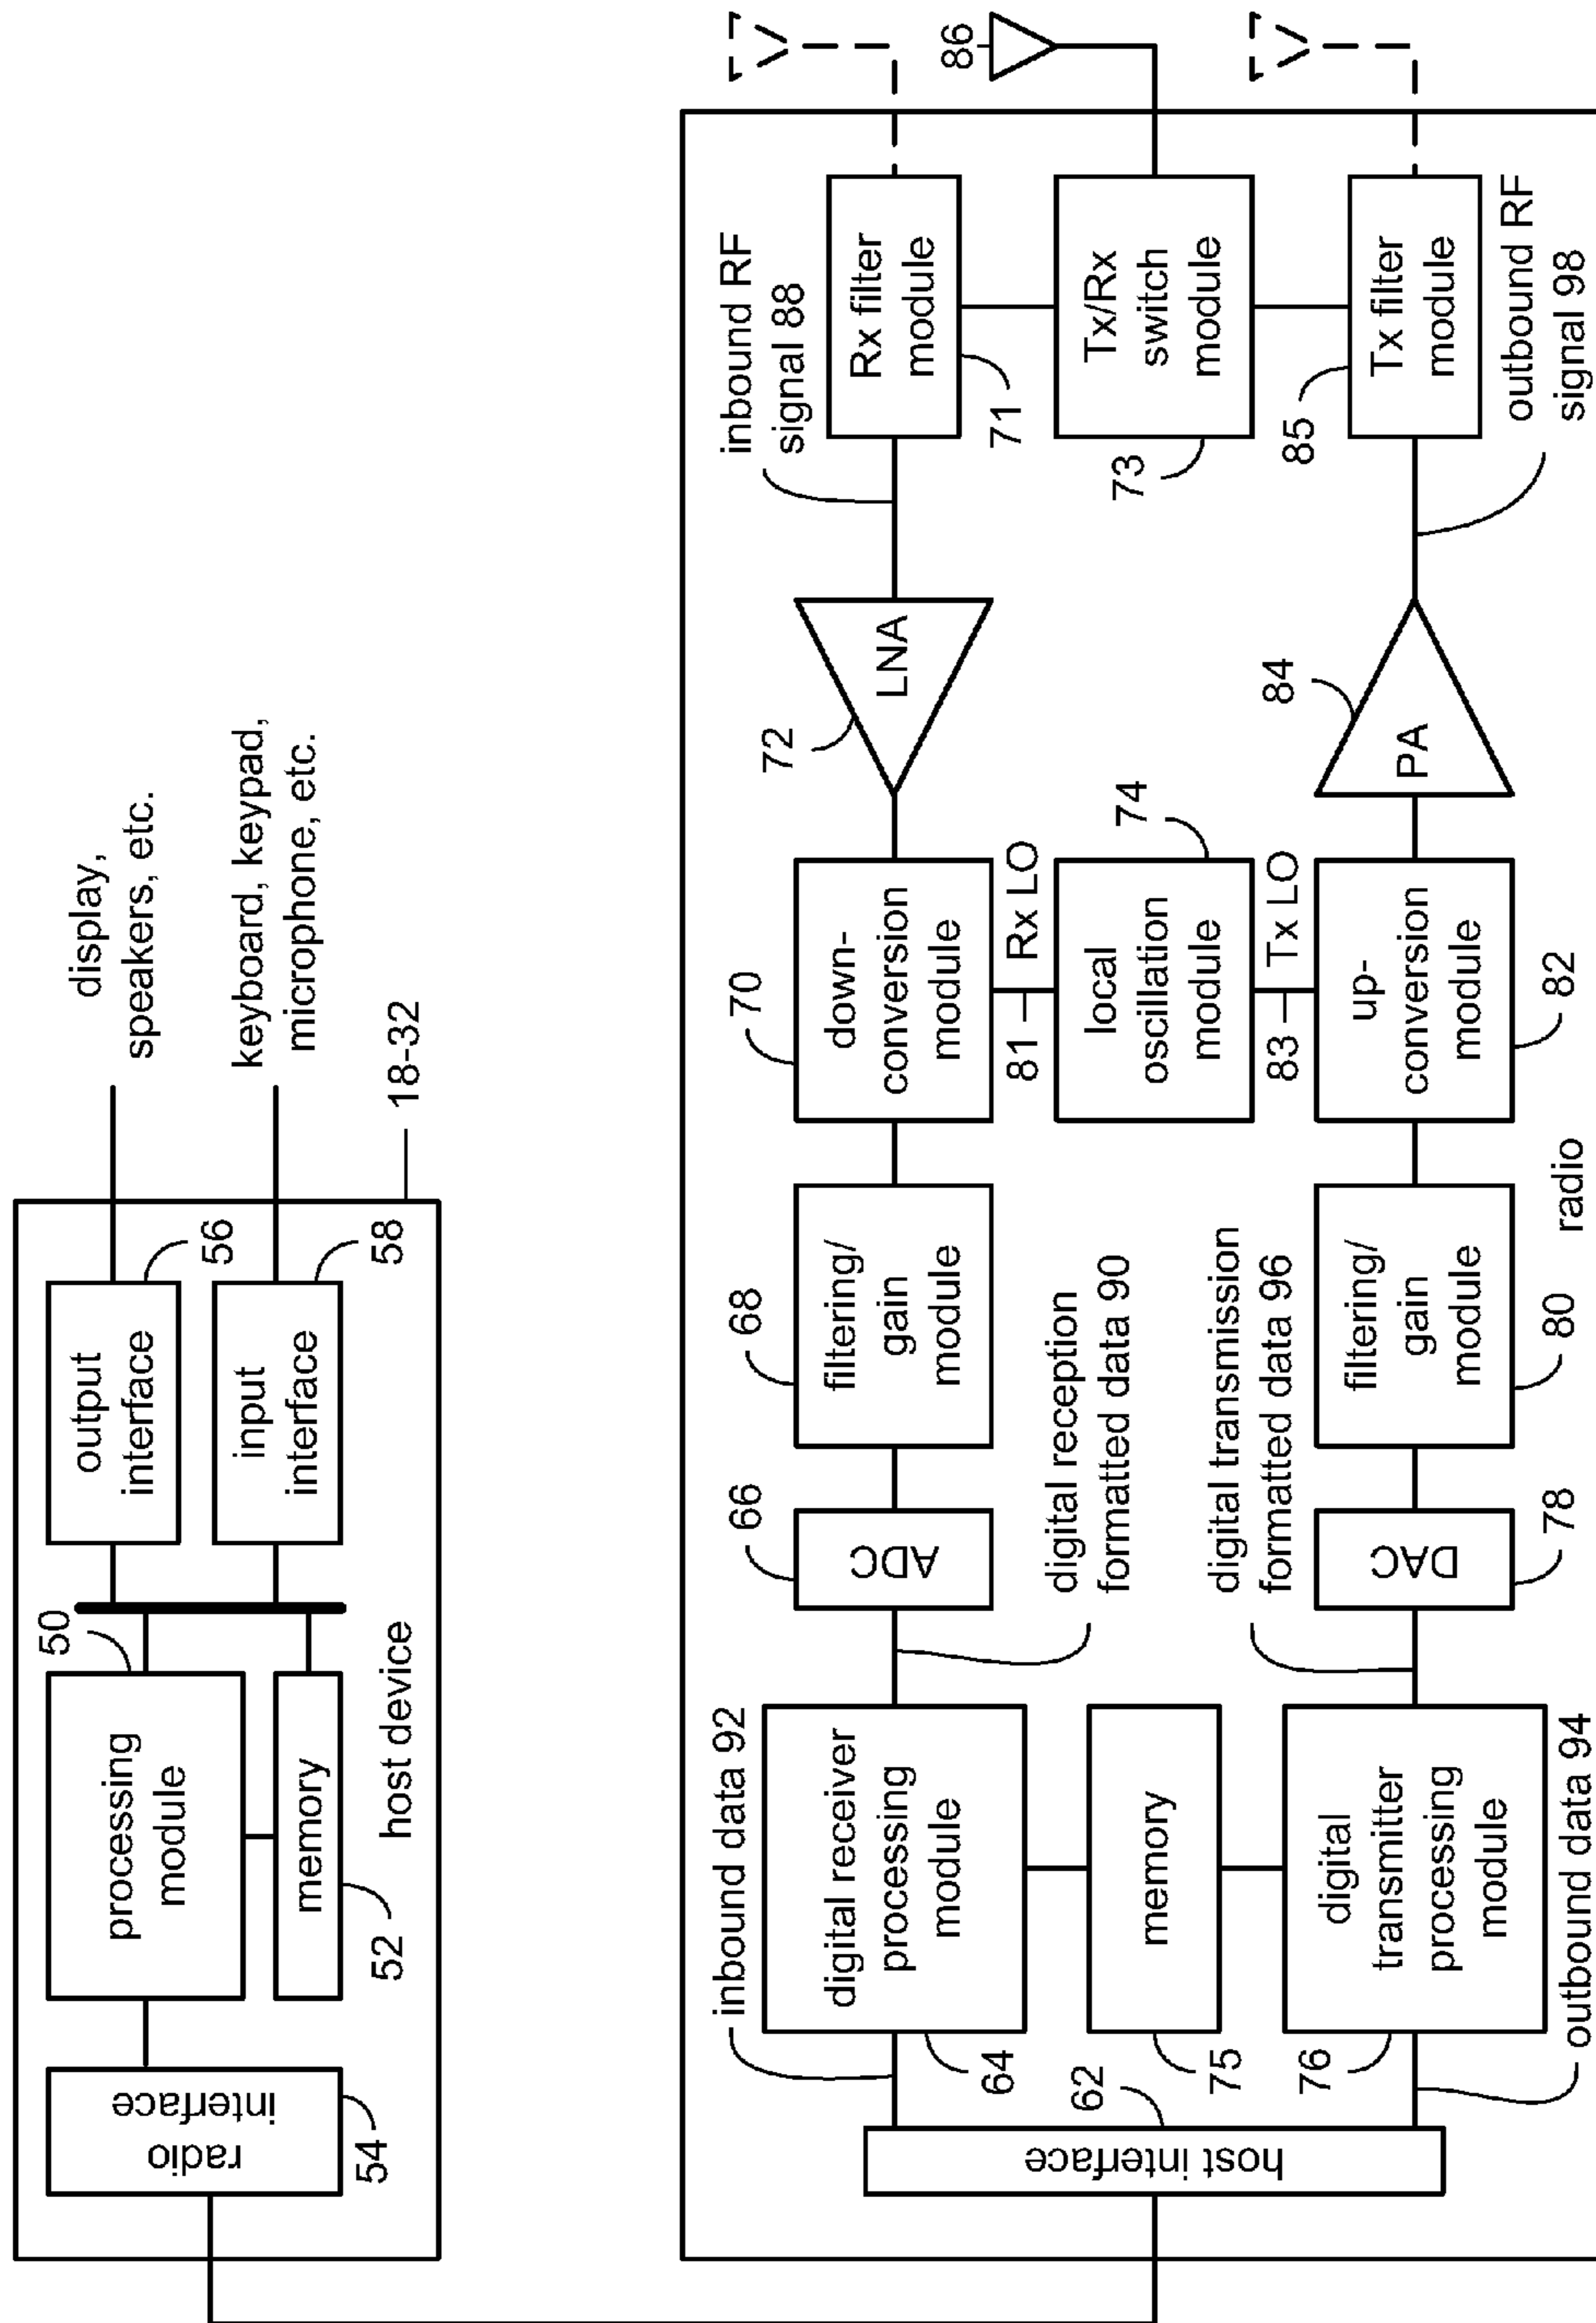 display,
speakers, etc.
keyboard, keypad,
microphone, etc.
18-32
output
interface
56
input
interface
58
50
processing
module
memory
52
host device
radio
interface
54
86
inbound RF
signal 88
Rx filter
module
71
Tx/Rx
switch
module
73
Tx filter
module
85
outbound RF
signal 98
LNA
72
PA
84
down-
conversion
module
70
81
Rx LO
local
oscillation
module
74
83
Tx LO
up-
conversion
module
82
filtering/
gain
module
68
filtering/
gain
module
80
radio
ADC
66
digital reception
formatted data 90
digital transmission
formatted data 96
DAC
78
inbound data 92
digital receiver
processing
module
64
memory
75
digital
transmitter
processing
module
76
outbound data 94
host interface
62